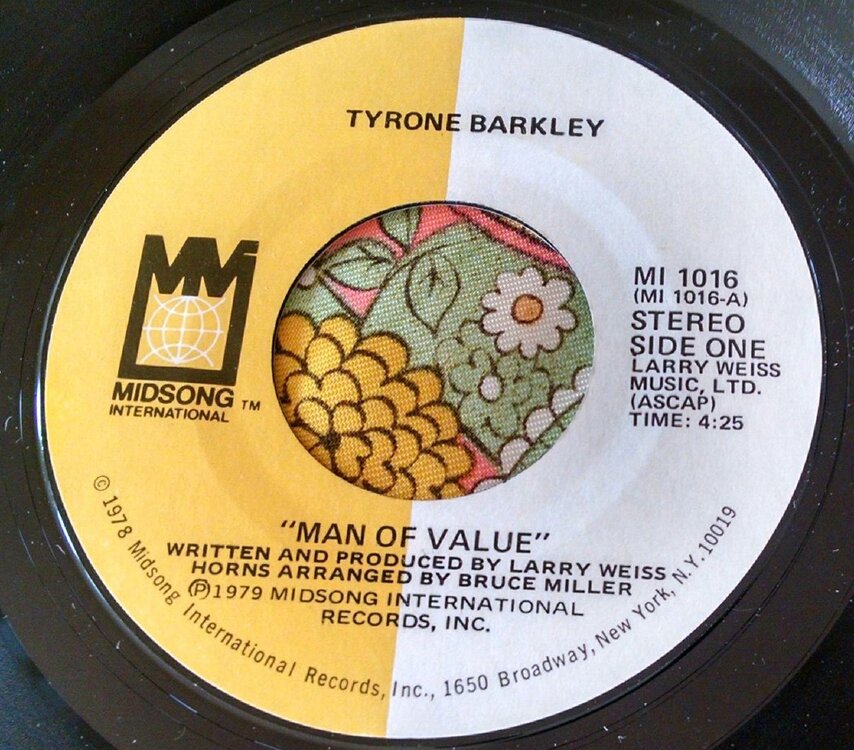 TYRONE BARKLEY
MM
MIDSONG ™
INTERNATIONAL
MI 1016
(MI 1016-A)
STEREO
SIDE ONE
LARRY WEISS
MUSIC, LTD.
(ASCAP)
TIME: 4:25
"MAN OF VALUE"
WRITTEN AND PRODUCED BY LARRY WEISS
HORNS ARRANGED BY BRUCE MILLER
Ⓟ1979 MIDSONG INTERNATIONAL
RECORDS, INC.
© 1978 Midsong International Records, Inc., 1650 Broadway, New York, N.Y. 10019